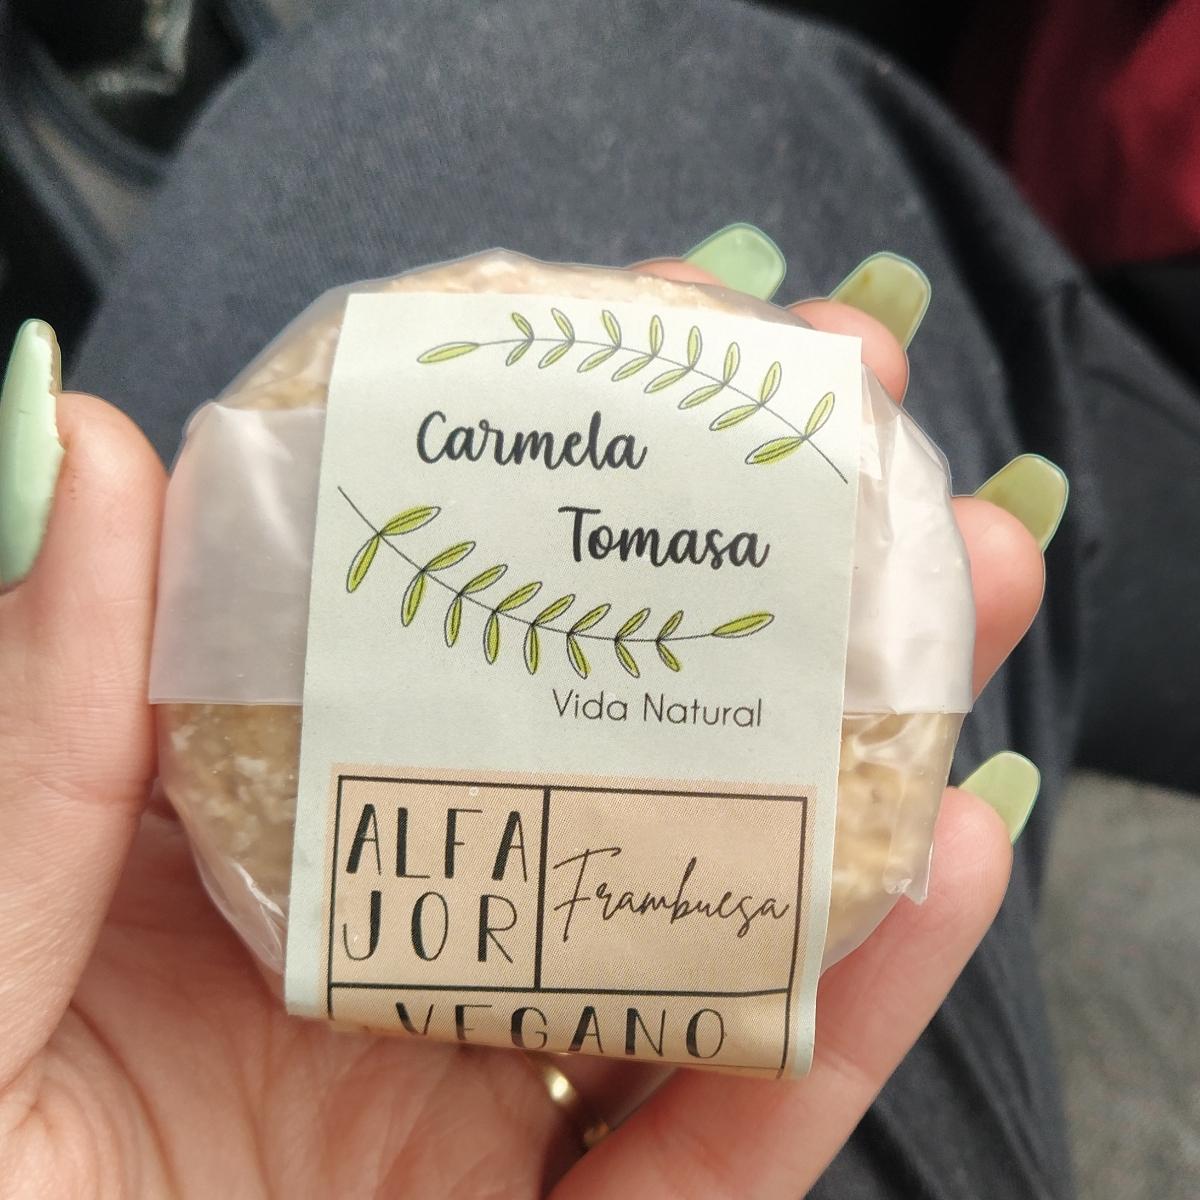 Carmela
Tomasa
Vida Natural
ALFA
JOR
Frambuesa
VEGANO